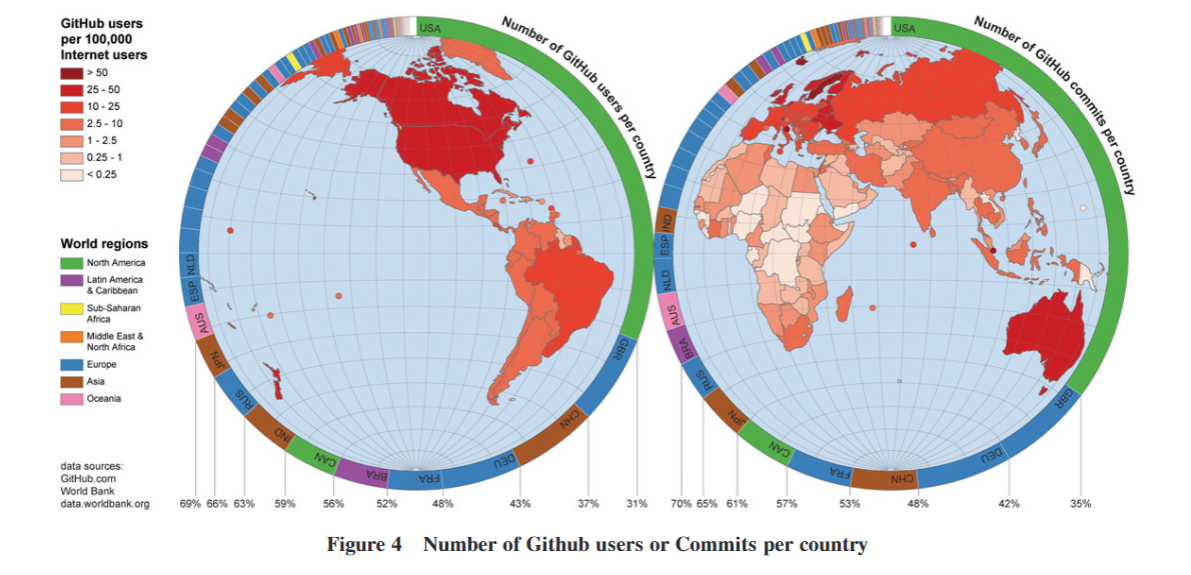 GitHub users
per 100,000
Internet users
> 50
25 - 50
10 - 25
2.5 - 10
1 - 2.5
0.25 - 1
< 0.25
World regions
North America
Latin America
& Caribbean
Sub-Saharan
Africa
Middle East &
North Africa
Europe
Asia
Oceania
data sources:
GitHub.com
World Bank
data.worldbank.org
Number of GitHub users per country
USA
GBR
CHN
DEU
FRA
BRA
CAN
IND
RUS
JPN
AUS
ESP
NLD
69% 66% 63% 59% 56% 52% 48% 43% 37% 31%
Number of GitHub commits per country
USA
GBR
DEU
CHN
FRA
CAN
JPN
RUS
BRA
AUS
NLD
ESP
IND
70% 65% 61% 57% 53% 48% 42% 35%
Figure 4 Number of Github users or Commits per country